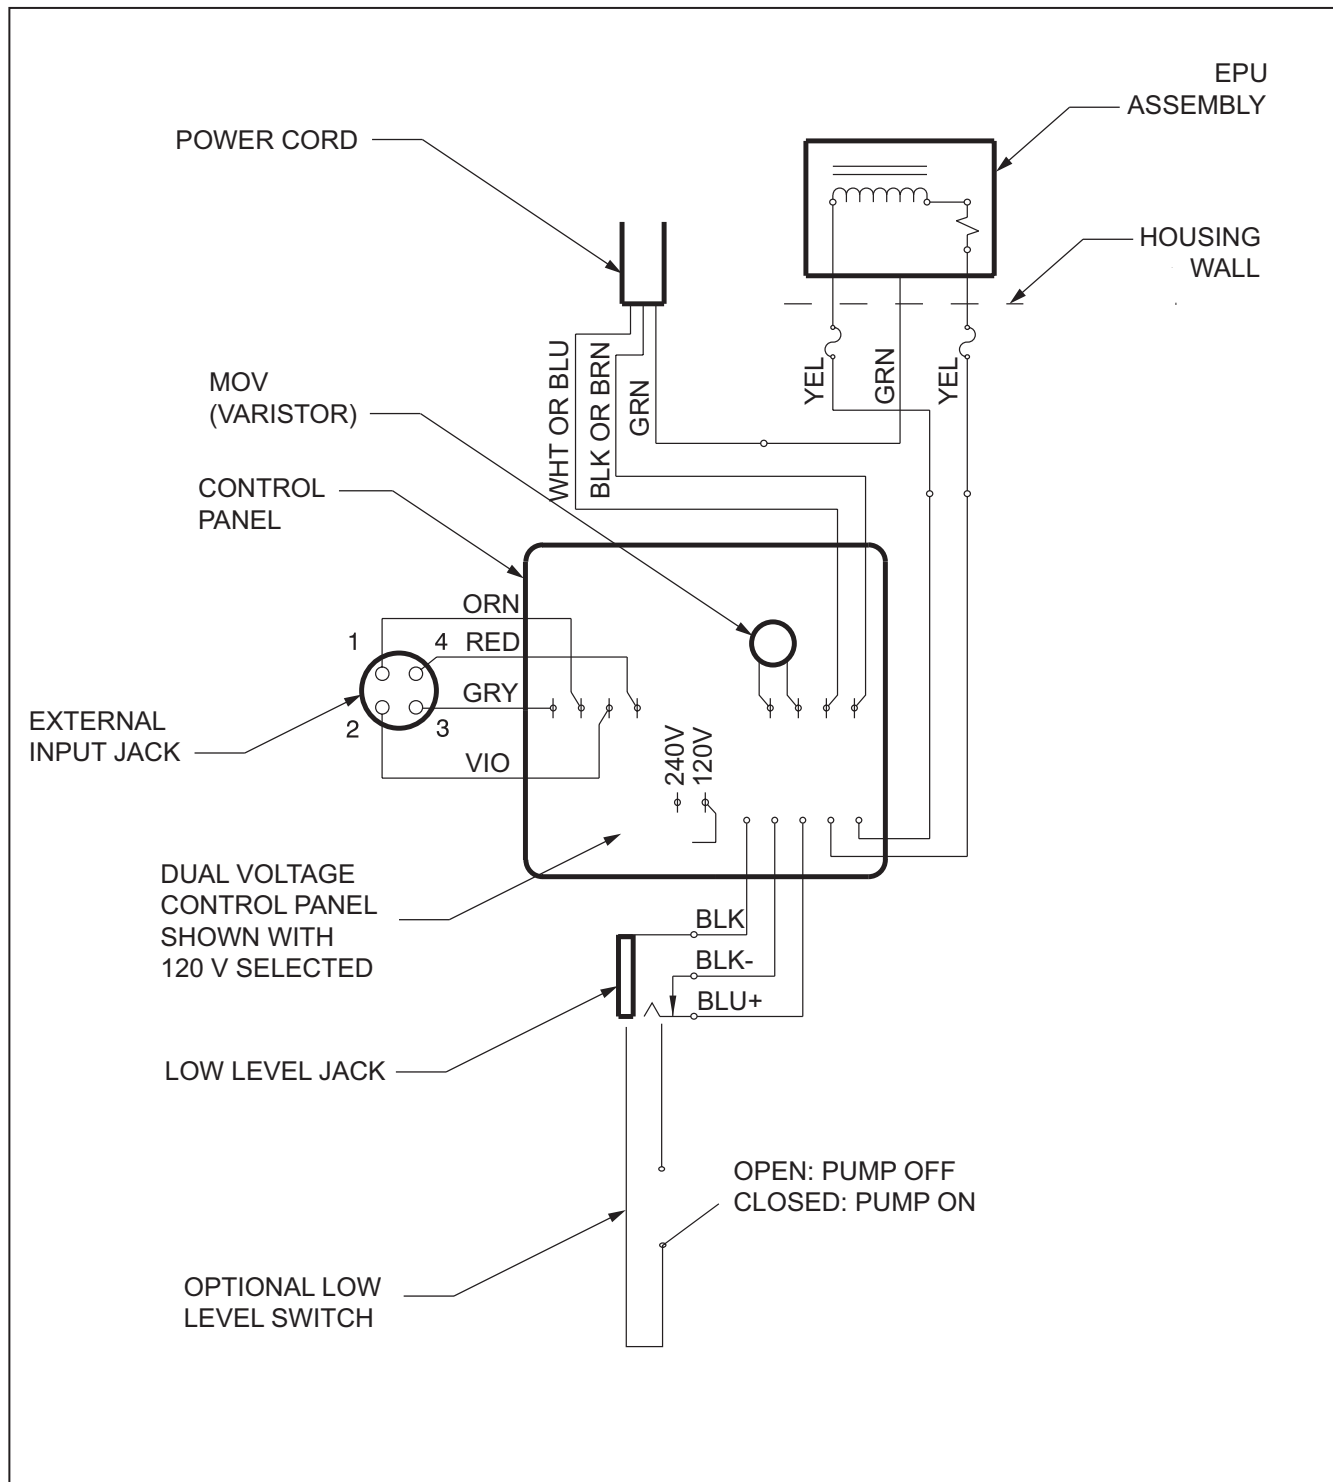 EPU
ASSEMBLY
POWER CORD
HOUSING
WALL
WHT OR BLU
BLK OR BRN
GRN
YEL
GRN
YEL
MOV
(VARISTOR)
CONTROL
PANEL
ORN
1
4
RED
GRY
EXTERNAL
INPUT JACK
2
3
VIO
240V
120V
DUAL VOLTAGE
CONTROL PANEL
SHOWN WITH
120 V SELECTED
BLK
BLK-
BLU+
LOW LEVEL JACK
OPEN: PUMP OFF
CLOSED: PUMP ON
OPTIONAL LOW
LEVEL SWITCH